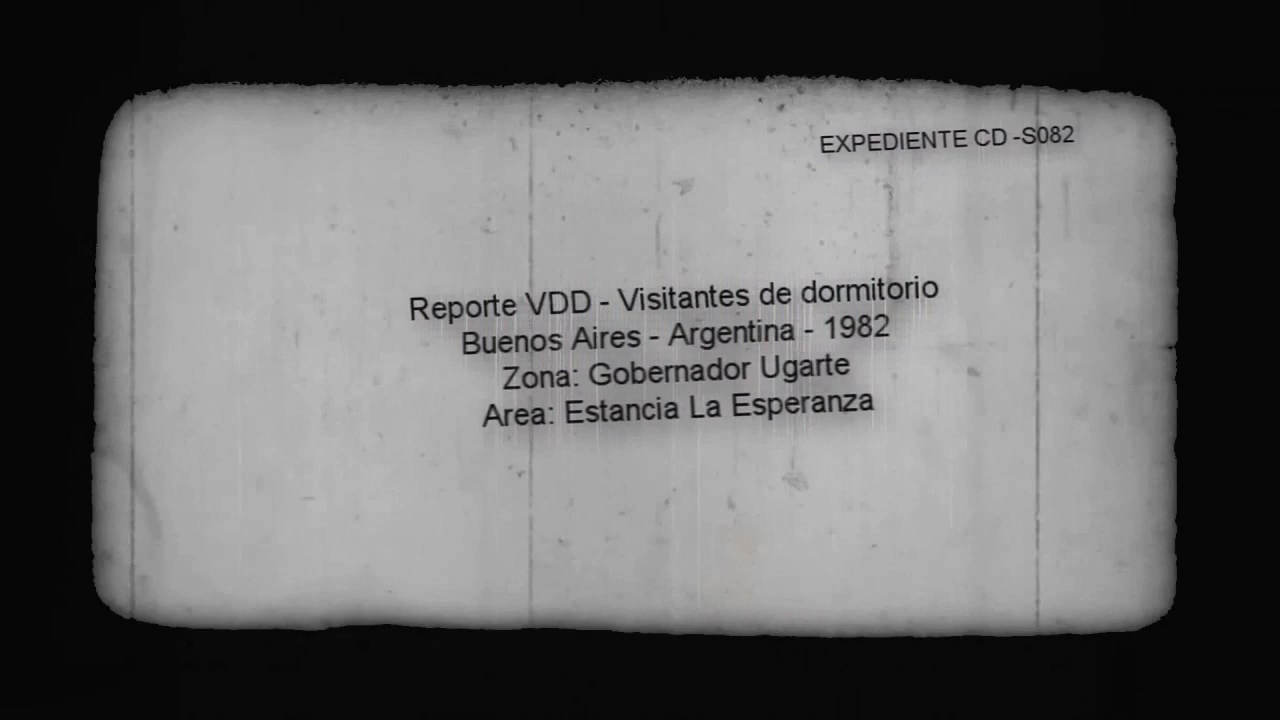 EXPEDIENTE CD -S082
Reporte VDD - Visitantes de dormitorio
Buenos Aires - Argentina - 1982
Zona: Gobernador Ugarte
Area: Estancia La Esperanza